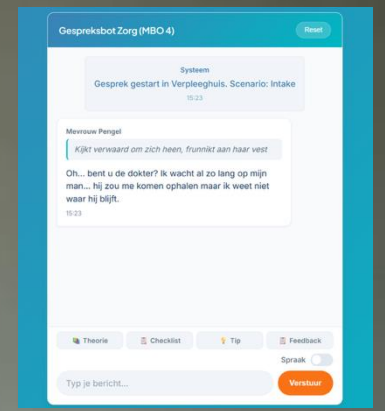 Gespreksbot Zorg (MBO 4)
Reset
Systeem
Gesprek gestart in Verpleeghuis. Scenario: Intake
15:23
Mevrouw Pengel
Kijkt verwaard om zich heen, frunnikt aan haar vest
Oh... bent u de dokter? Ik wacht al zo lang op mijn
man... hij zou me komen ophalen maar ik weet niet
waar hij blijft.
15:23
Theorie
Checklist
Tip
Feedback
Spraak
Typ je bericht...
Verstuur